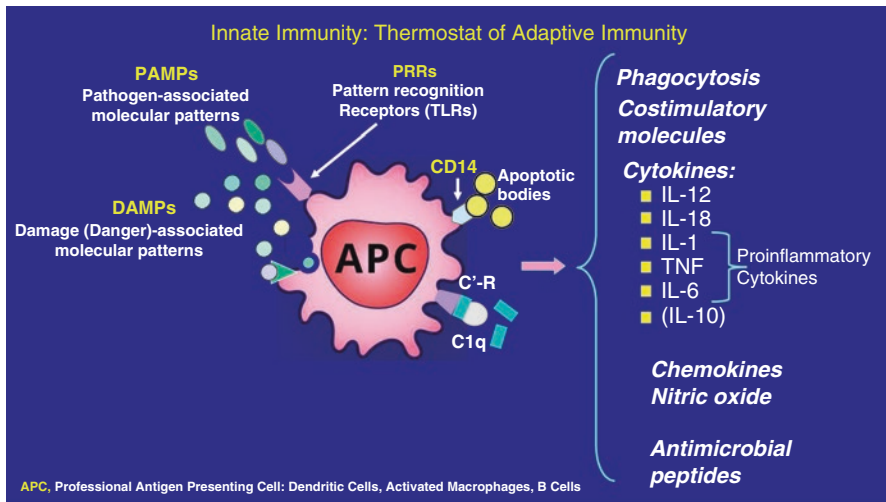 Innate Immunity: Thermostat of Adaptive Immunity
PAMPs
Pathogen-associated
molecular patterns
PRRs
Pattern recognition
Receptors (TLRs)
CD14
Apoptotic
bodies
DAMPs
Damage (Danger)-associated
molecular patterns
APC
C'-R
C1q
Phagocytosis
Costimulatory
molecules
Cytokines:
IL-12
IL-18
IL-1
TNF
IL-6
(IL-10)
Proinflammatory
Cytokines
Chemokines
Nitric oxide
Antimicrobial
peptides
APC, Professional Antigen Presenting Cell: Dendritic Cells, Activated Macrophages, B Cells